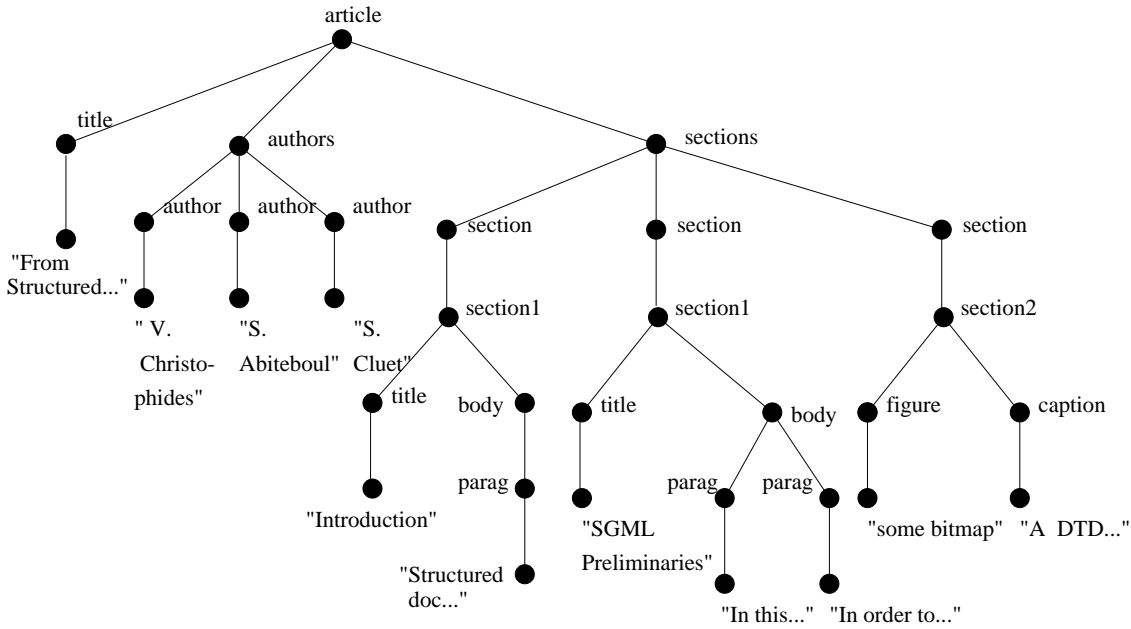 article
title
authors
sections
author
author
author
section
section
section
"From
Structured..."
section1
section1
section2
" V.
Christo-
phides"
"S.
Abiteboul"
"S.
Cluet"
title
body
title
body
figure
caption
"Introduction"
parag
"SGML
Preliminaries"
parag
parag
"some bitmap"
"A DTD..."
"Structured
doc..."
"In this..."
"In order to..."